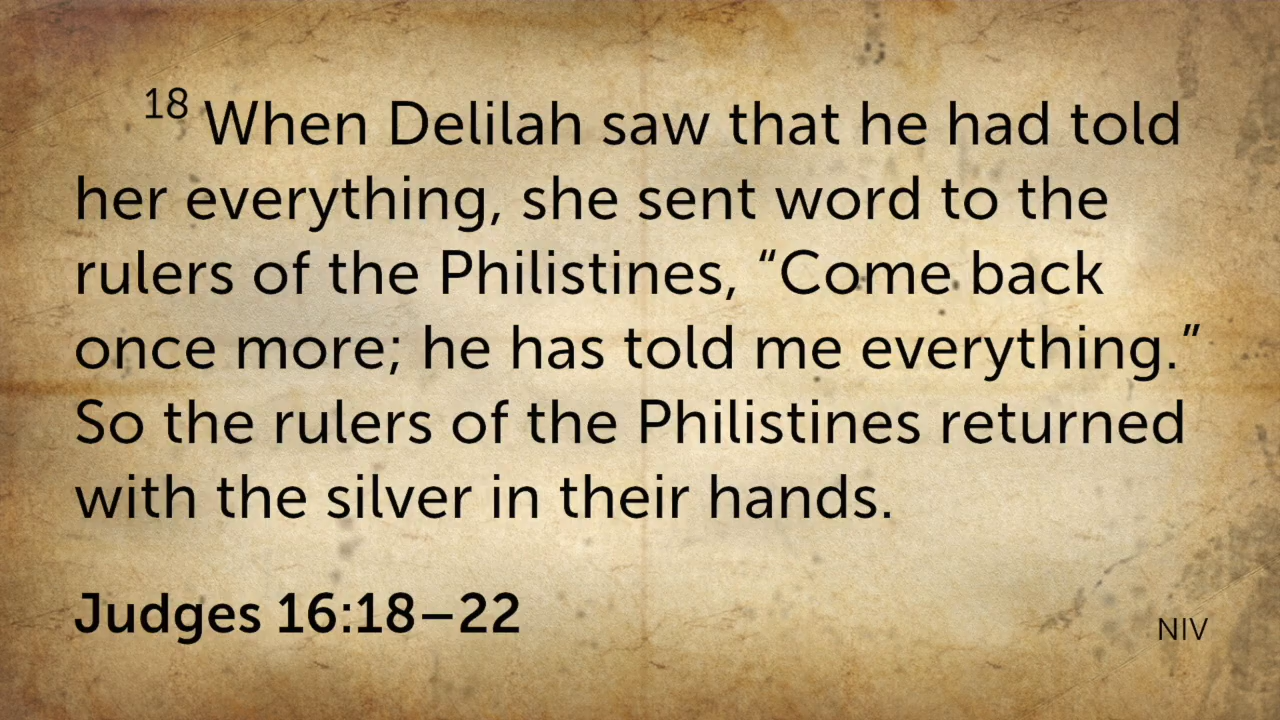 18 When Delilah saw that he had told
her everything, she sent word to the
rulers of the Philistines, “Come back
once more; he has told me everything.”
So the rulers of the Philistines returned
with the silver in their hands.
Judges 16:18–22
NIV